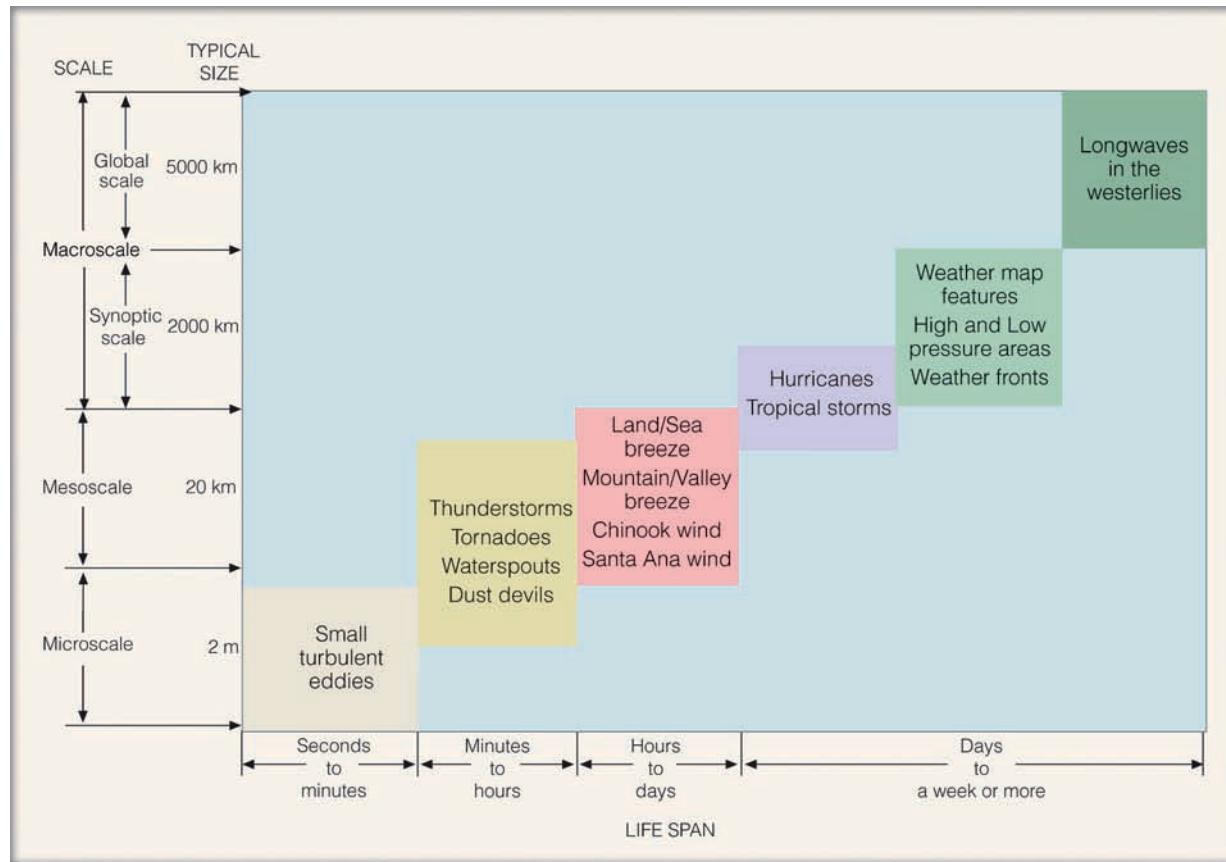 SCALE
TYPICAL
SIZE
Global
scale
5000 km
Macroscale
Synoptic
scale
2000 km
Mesoscale
20 km
Microscale
2 m
Longwaves
in the
westerlies
Weather map
features
High and Low
pressure areas
Weather fronts
Hurricanes
Tropical storms
Land/Sea
breeze
Mountain/Valley
breeze
Chinook wind
Santa Ana wind
Thunderstorms
Tornadoes
Waterspouts
Dust devils
Small
turbulent
eddies
Seconds
to
minutes
Minutes
to
hours
Hours
to
days
Days
to
a week or more
LIFE SPAN